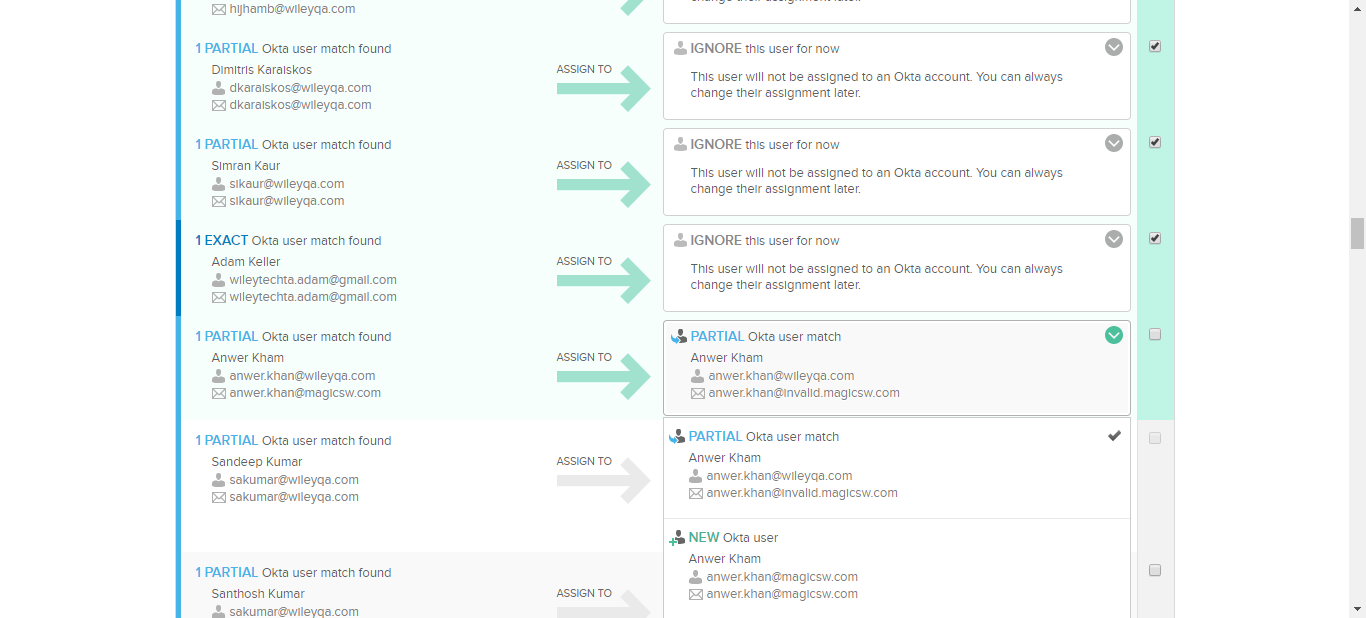 hijhamb@wileyqa.com
1 PARTIAL Okta user match found
Dimitris Karaiskos
dkaraiskos@wileyqa.com
dkaraiskos@wileyqa.com
ASSIGN TO
IGNORE this user for now
This user will not be assigned to an Okta account. You can always
change their assignment later.
1 PARTIAL Okta user match found
Simran Kaur
sikaur@wileyqa.com
sikaur@wileyqa.com
ASSIGN TO
IGNORE this user for now
This user will not be assigned to an Okta account. You can always
change their assignment later.
1 EXACT Okta user match found
Adam Keller
wileytechta.adam@gmail.com
wileytechta.adam@gmail.com
ASSIGN TO
IGNORE this user for now
This user will not be assigned to an Okta account. You can always
change their assignment later.
1 PARTIAL Okta user match found
Anwer Kham
anwer.khan@wileyqa.com
anwer.khan@magicsw.com
ASSIGN TO
PARTIAL Okta user match
Anwer Kham
anwer.khan@wileyqa.com
anwer.khan@invalid.magicsw.com
1 PARTIAL Okta user match found
Sandeep Kumar
sakumar@wileyqa.com
sakumar@wileyqa.com
ASSIGN TO
PARTIAL Okta user match
Anwer Kham
anwer.khan@wileyqa.com
anwer.khan@invalid.magicsw.com
NEW Okta user
Anwer Kham
anwer.khan@magicsw.com
anwer.khan@magicsw.com
1 PARTIAL Okta user match found
Santhosh Kumar
sakumar@wileyqa.com
ASSIGN TO